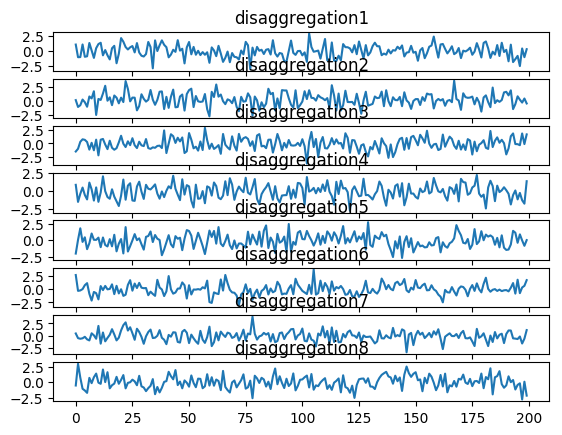 disaggregation1
2.5
0.0
−2.5
disaggregation2
2.5
0.0
−2.5
disaggregation3
2.5
0.0
−2.5
disaggregation4
2.5
0.0
−2.5
disaggregation5
2.5
0.0
−2.5
disaggregation6
2.5
0.0
−2.5
disaggregation7
2.5
0.0
−2.5
disaggregation8
2.5
0.0
−2.5
0 25 50 75 100 125 150 175 200